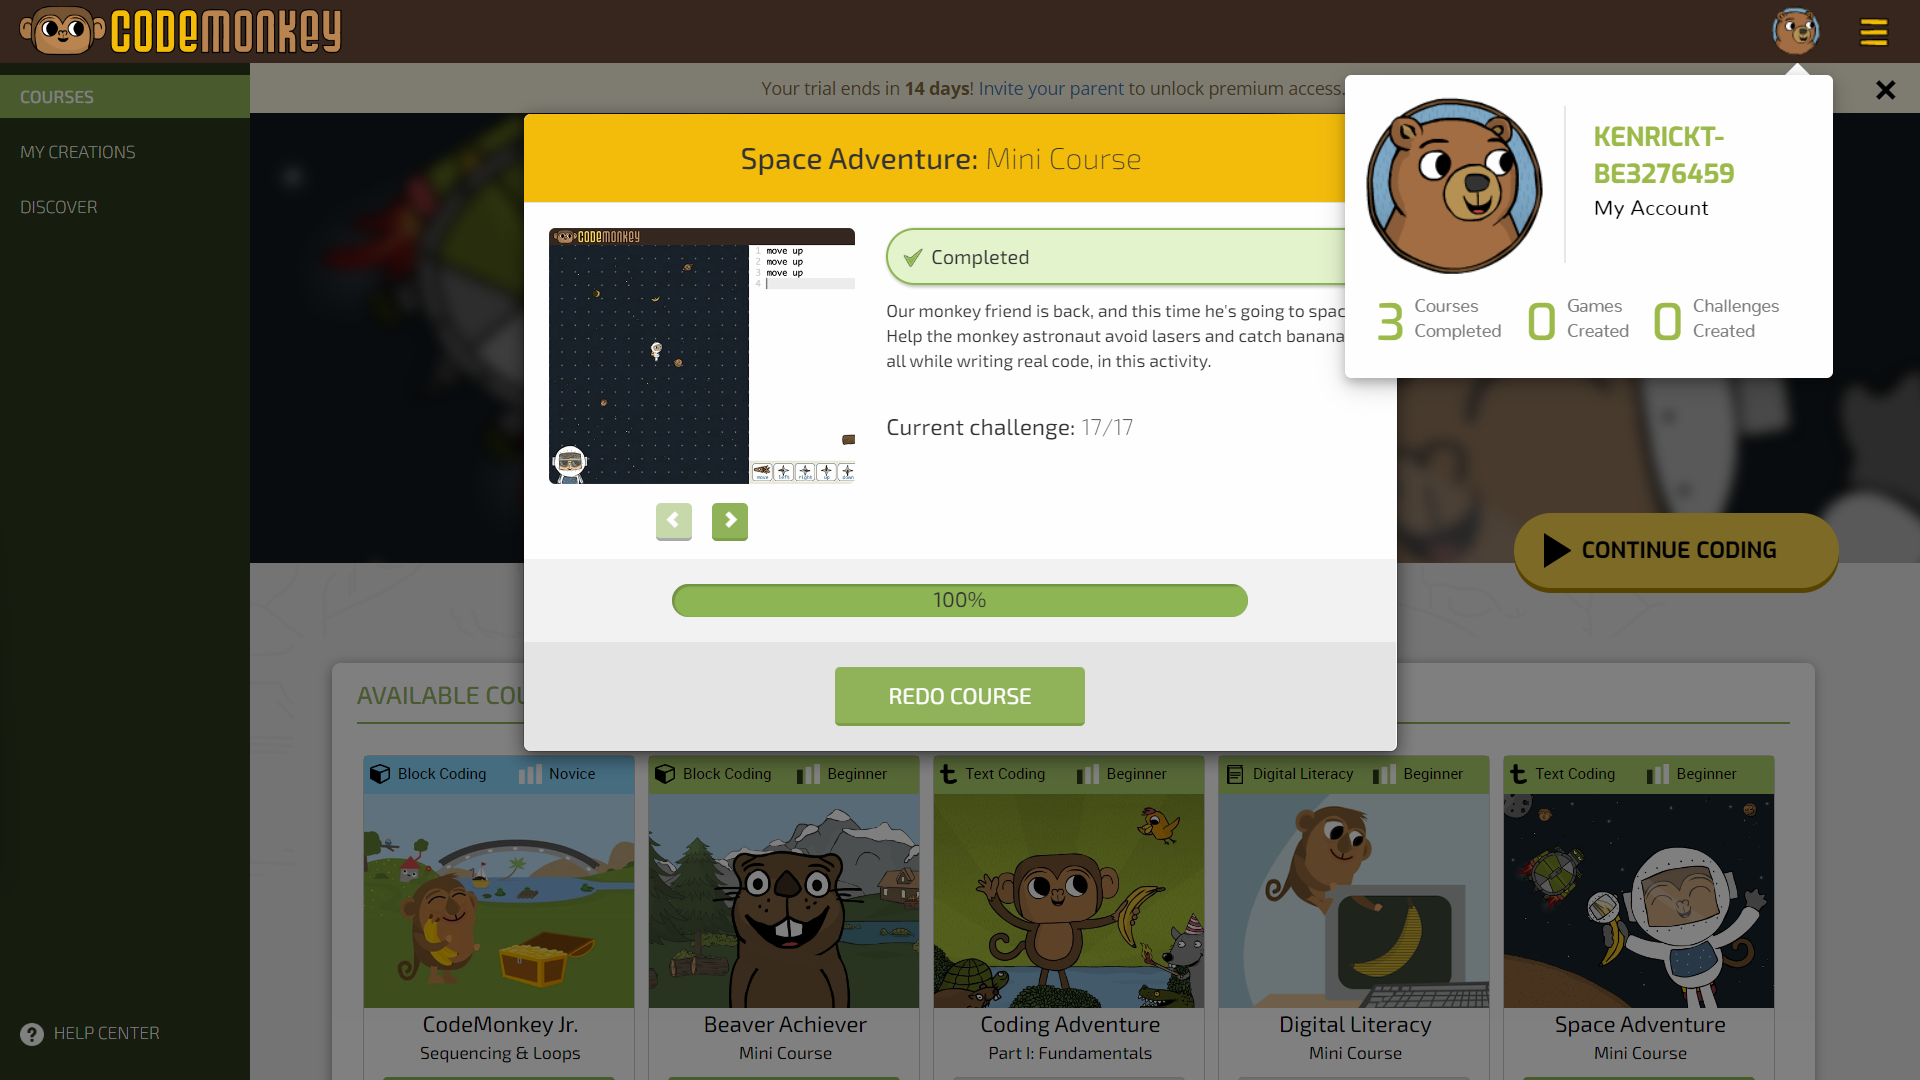 CODEMONKEY
COURSES
MY CREATIONS
DISCOVER
HELP CENTER
Your trial ends in 14 days! Invite your parent to unlock premium access.
KENRICKT-
BE3276459
My Account
3 Courses Completed
0 Games Created
0 Challenges Created
Space Adventure: Mini Course
CODEMONKEY
1 move up
2 move up
3 move up
4
move left right up down
Completed
Our monkey friend is back, and this time he's going to spac
Help the monkey astronaut avoid lasers and catch banana
all while writing real code, in this activity.
Current challenge: 17/17
100%
REDO COURSE
CONTINUE CODING
AVAILABLE COU
Block Coding Novice
CodeMonkey Jr.
Sequencing & Loops
Block Coding Beginner
Beaver Achiever
Mini Course
t Text Coding Beginner
Coding Adventure
Part I: Fundamentals
Digital Literacy Beginner
Digital Literacy
Mini Course
t Text Coding Beginner
Space Adventure
Mini Course